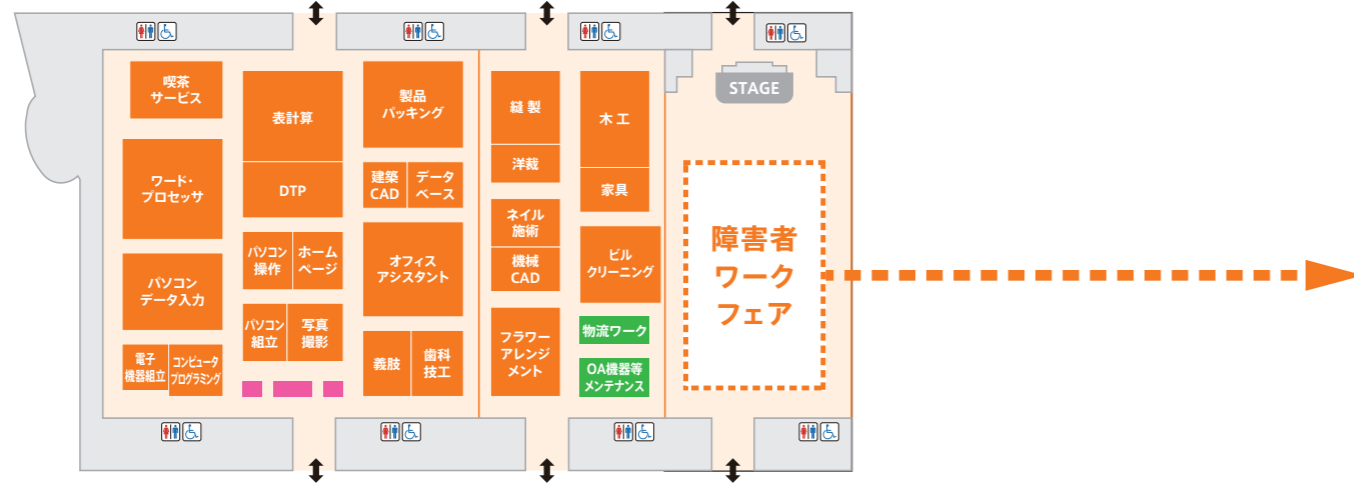 喫茶
サービス
ワード・
プロセッサ
パソコン
データ入力
電子
機器組立
コンピュータ
プログラミング
表計算
DTP
パソコン
操作
ホーム
ページ
パソコン
組立
写真
撮影
製品
パッキング
建築
CAD
データ
ベース
オフィス
アシスタント
義肢
歯科
技工
縫 製
洋裁
ネイル
施術
機械
CAD
フラワー
アレンジ
メント
木 工
家具
ビル
クリーニング
物流ワーク
OA機器等
メンテナンス
STAGE
障害者
ワーク
フェア